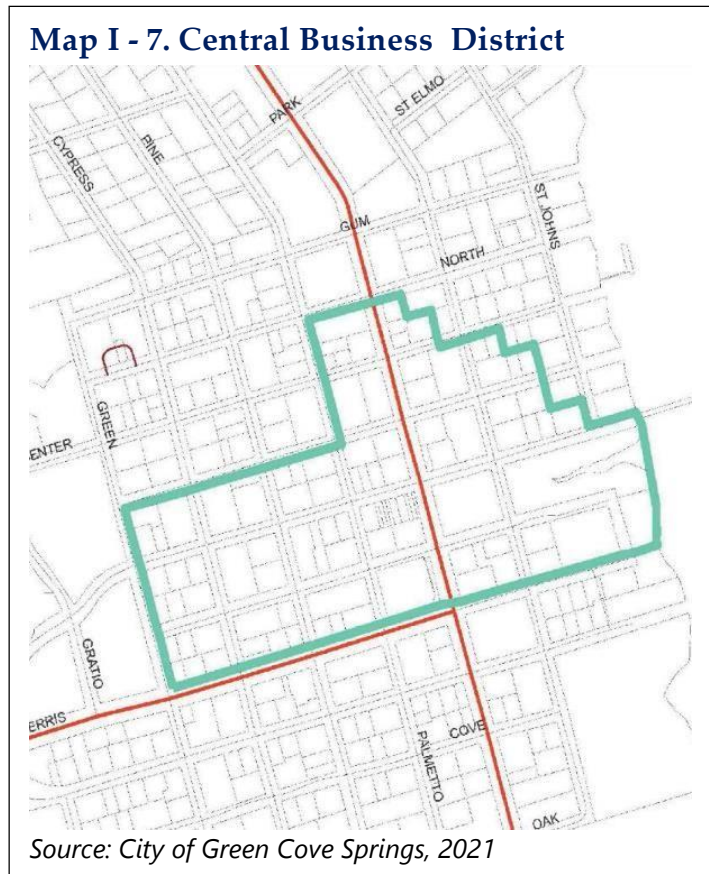 Map I - 7. Central Business District
ST ELMO
PARK
CYPRESS
PINE
ST JOHNS
GUM
NORTH
GREEN
ENTER
GRATIO
ERRIS
COVE
PALMETTO
OAK
Source: City of Green Cove Springs, 2021